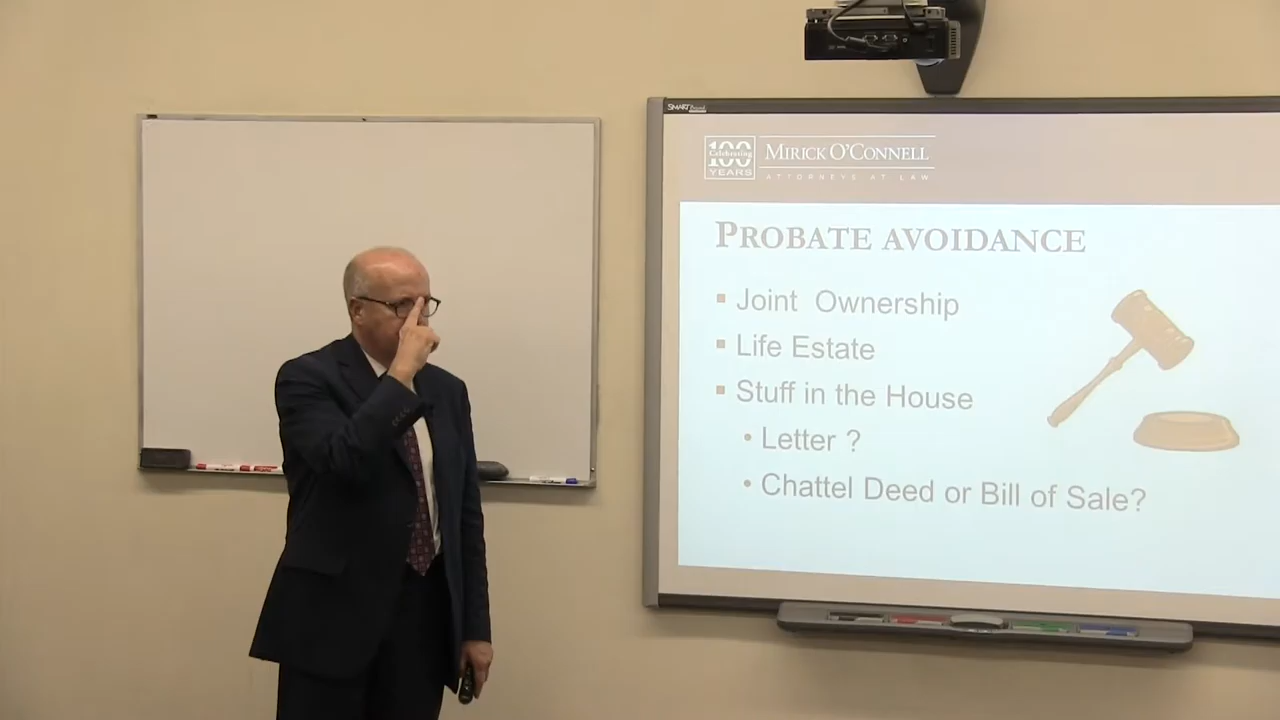 SMART Board
Celebrating
100
YEARS
MIRICK O'CONNELL
ATTORNEYS AT LAW
PROBATE AVOIDANCE
▪ Joint Ownership
▪ Life Estate
▪ Stuff in the House
• Letter ?
• Chattel Deed or Bill of Sale?